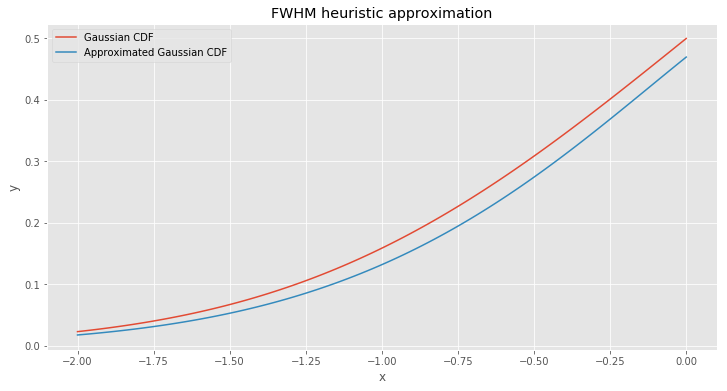 FWHM heuristic approximation
Gaussian CDF
Approximated Gaussian CDF
0.5
0.4
0.3
0.2
0.1
0.0
y
−2.00 −1.75 −1.50 −1.25 −1.00 −0.75 −0.50 −0.25 0.00
x